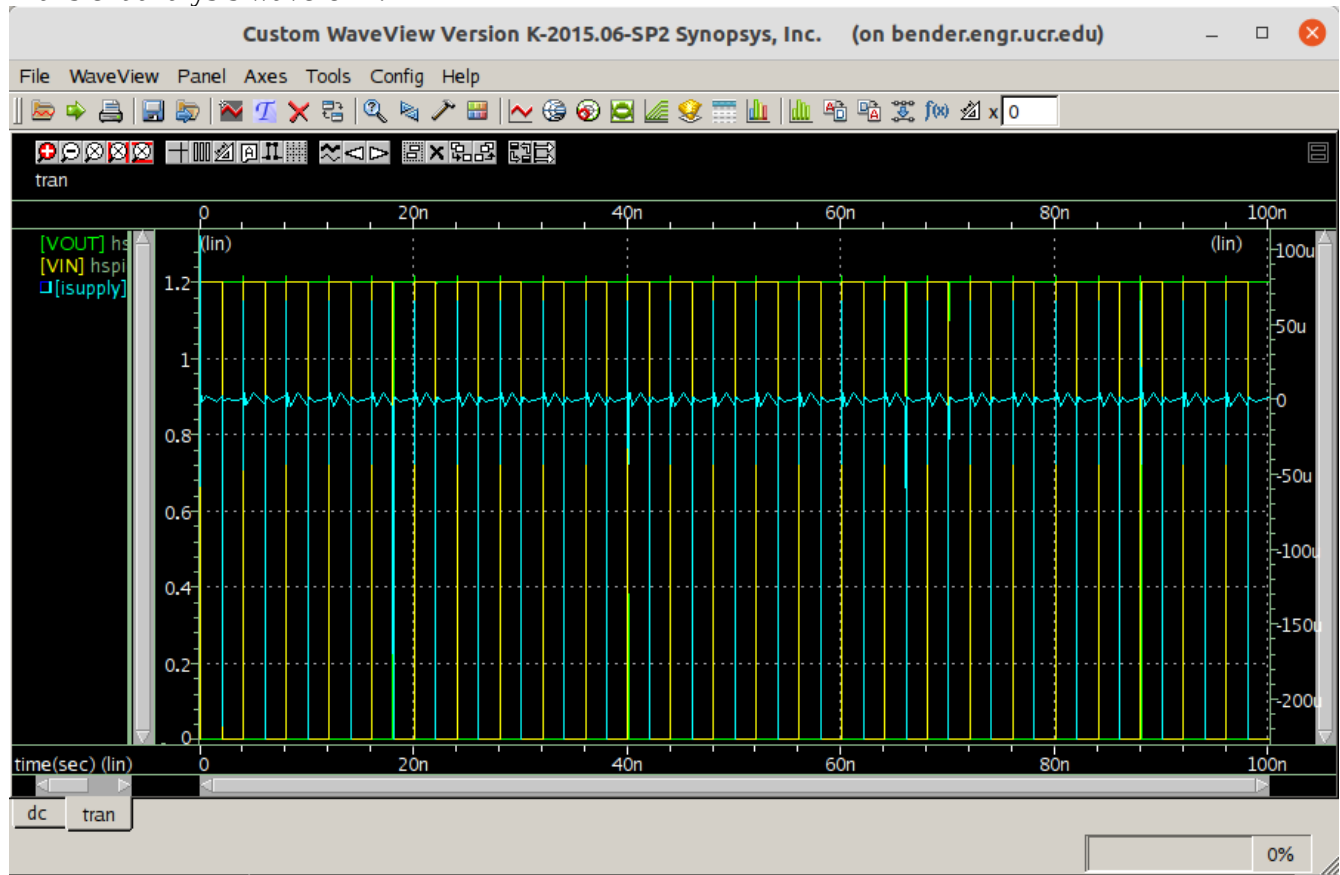 Custom WaveView Version K-2015.06-SP2 Synopsys, Inc. (on bender.engr.ucr.edu)
File WaveView Panel Axes Tools Config Help
f(x) x 0
tran
0 20n 40n 60n 80n 100n
[VOUT] hs
[VIN] hspi
[isupply]
(lin) (lin)
1.2
1
0.8
0.6
0.4
0.2
0
100u
50u
0
-50u
-100u
-150u
-200u
time(sec) (lin) 0 20n 40n 60n 80n 100n
dc tran
0%